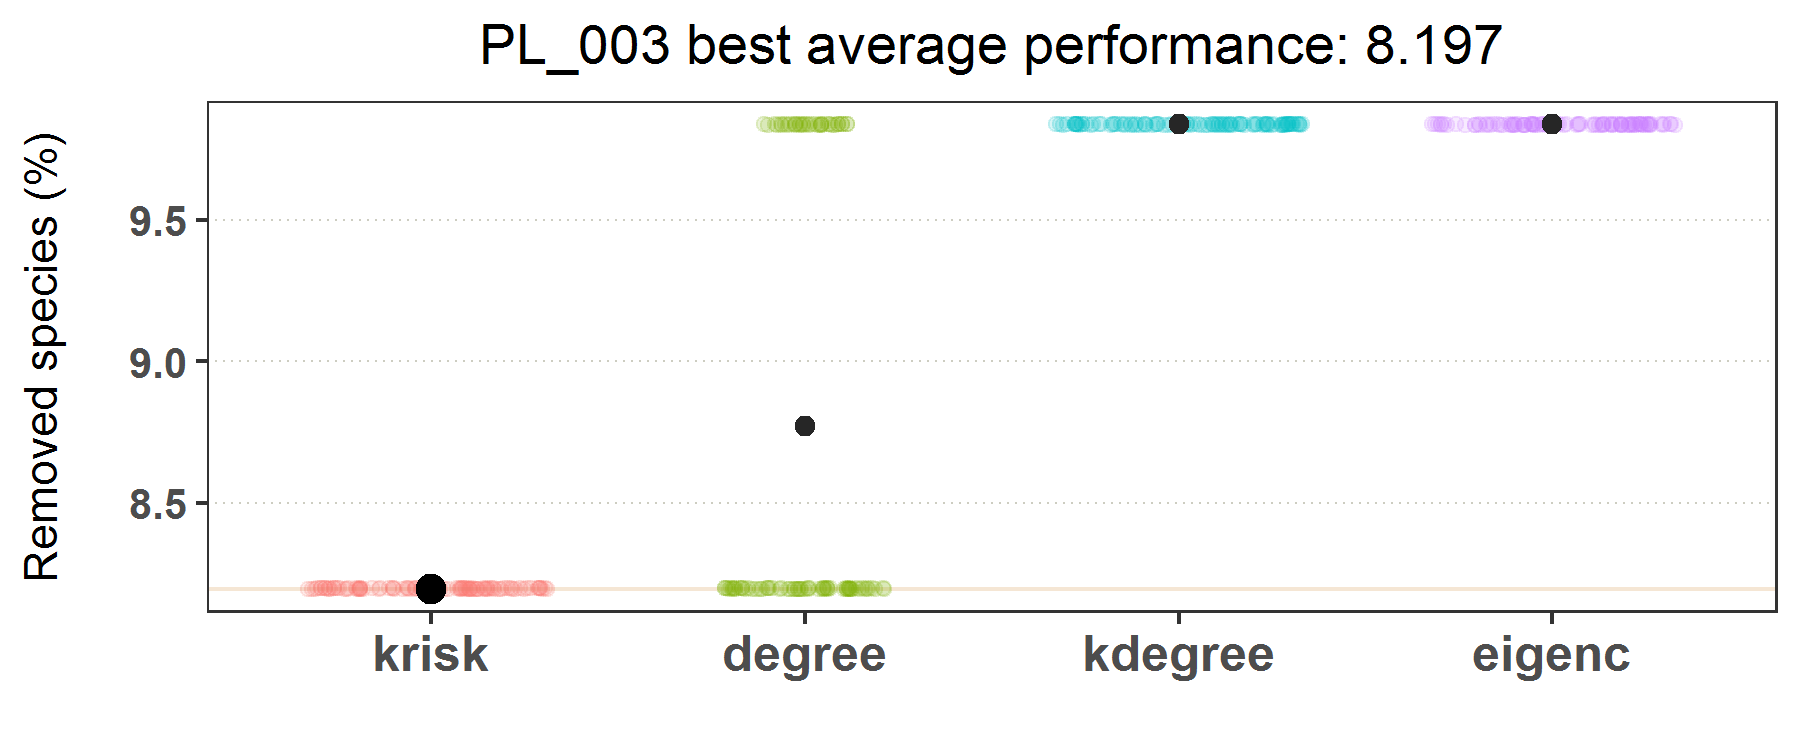 PL_003 best average performance: 8.197
Removed species (%)
9.5
9.0
8.5
krisk degree kdegree eigenc